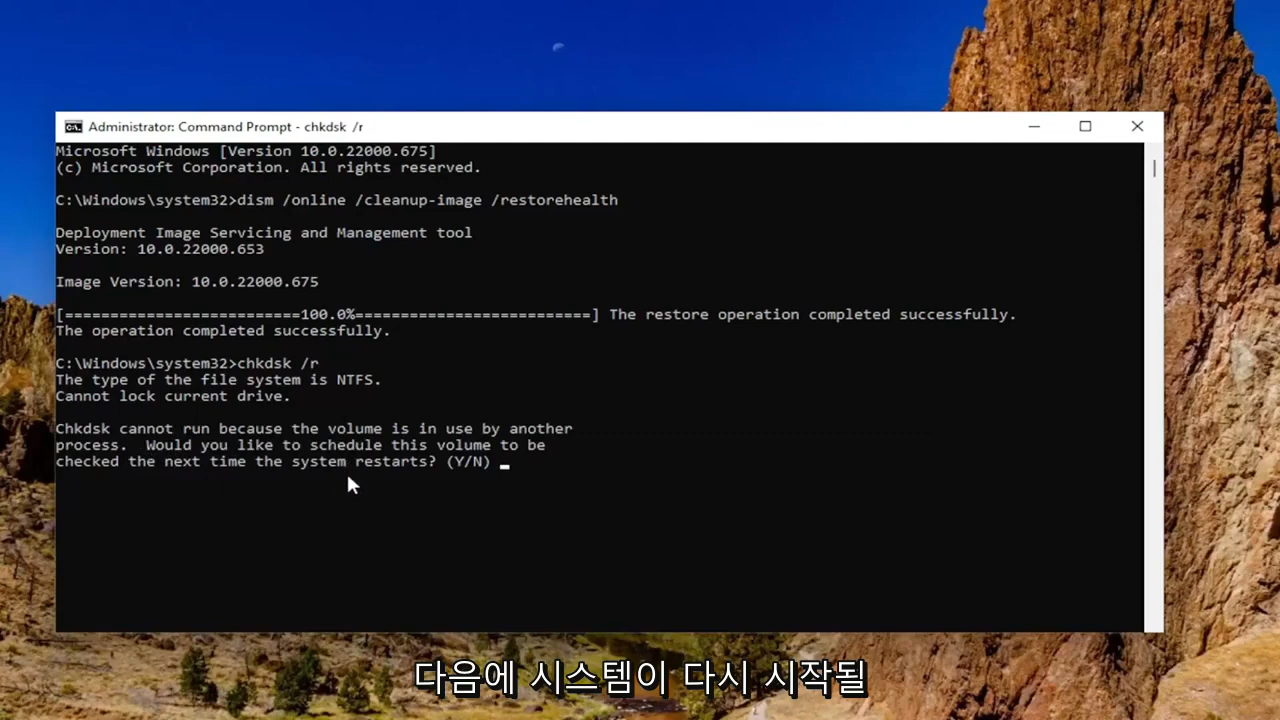 Administrator: Command Prompt - chkdsk /r
Microsoft Windows [Version 10.0.22000.675]
(c) Microsoft Corporation. All rights reserved.
C:\Windows\system32>dism /online /cleanup-image /restorehealth
Deployment Image Servicing and Management tool
Version: 10.0.22000.653
Image Version: 10.0.22000.675
[==========================100.0%==========================] The restore operation completed successfully.
The operation completed successfully.
C:\Windows\system32>chkdsk /r
The type of the file system is NTFS.
Cannot lock current drive.
Chkdsk cannot run because the volume is in use by another
process.  Would you like to schedule this volume to be
checked the next time the system restarts? (Y/N)
다음에 시스템이 다시 시작될